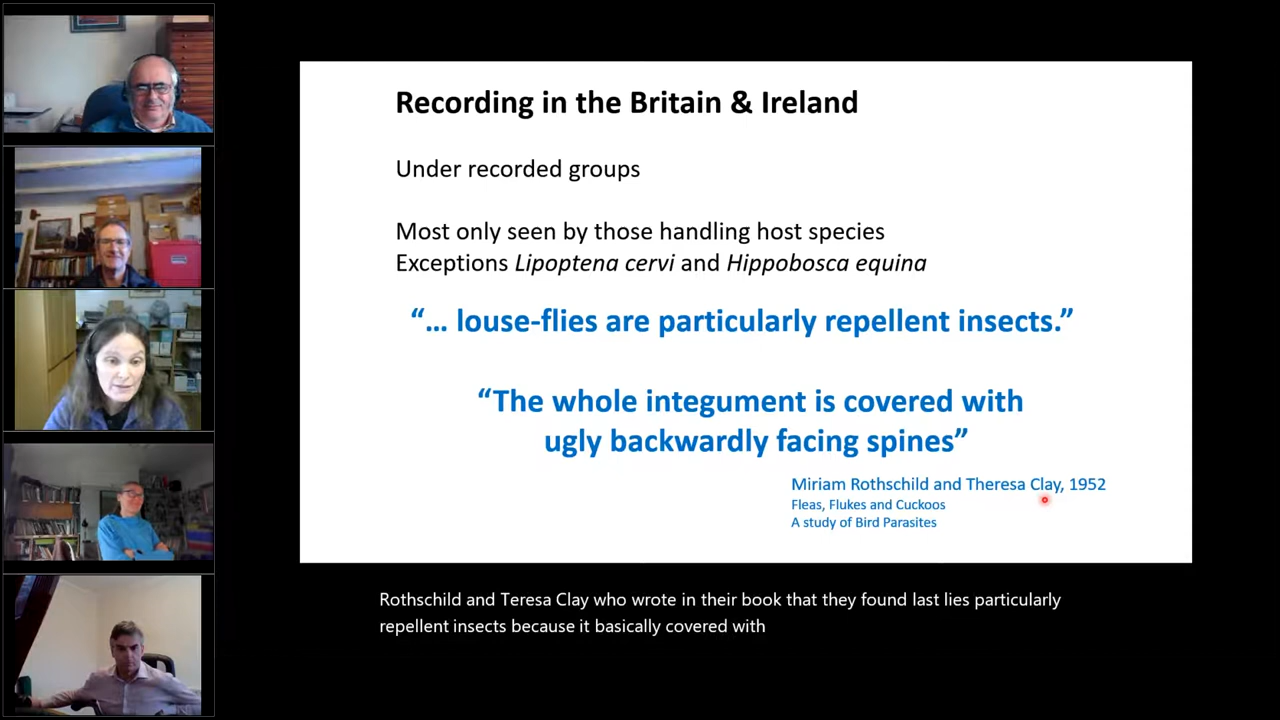 Recording in the Britain & Ireland
Under recorded groups
Most only seen by those handling host species
Exceptions Lipoptena cervi and Hippobosca equina
“... louse-flies are particularly repellent insects.”
“The whole integument is covered with
ugly backwardly facing spines”
Miriam Rothschild and Theresa Clay, 1952
Fleas, Flukes and Cuckoos
A study of Bird Parasites
Rothschild and Teresa Clay who wrote in their book that they found last lies particularly
repellent insects because it basically covered with